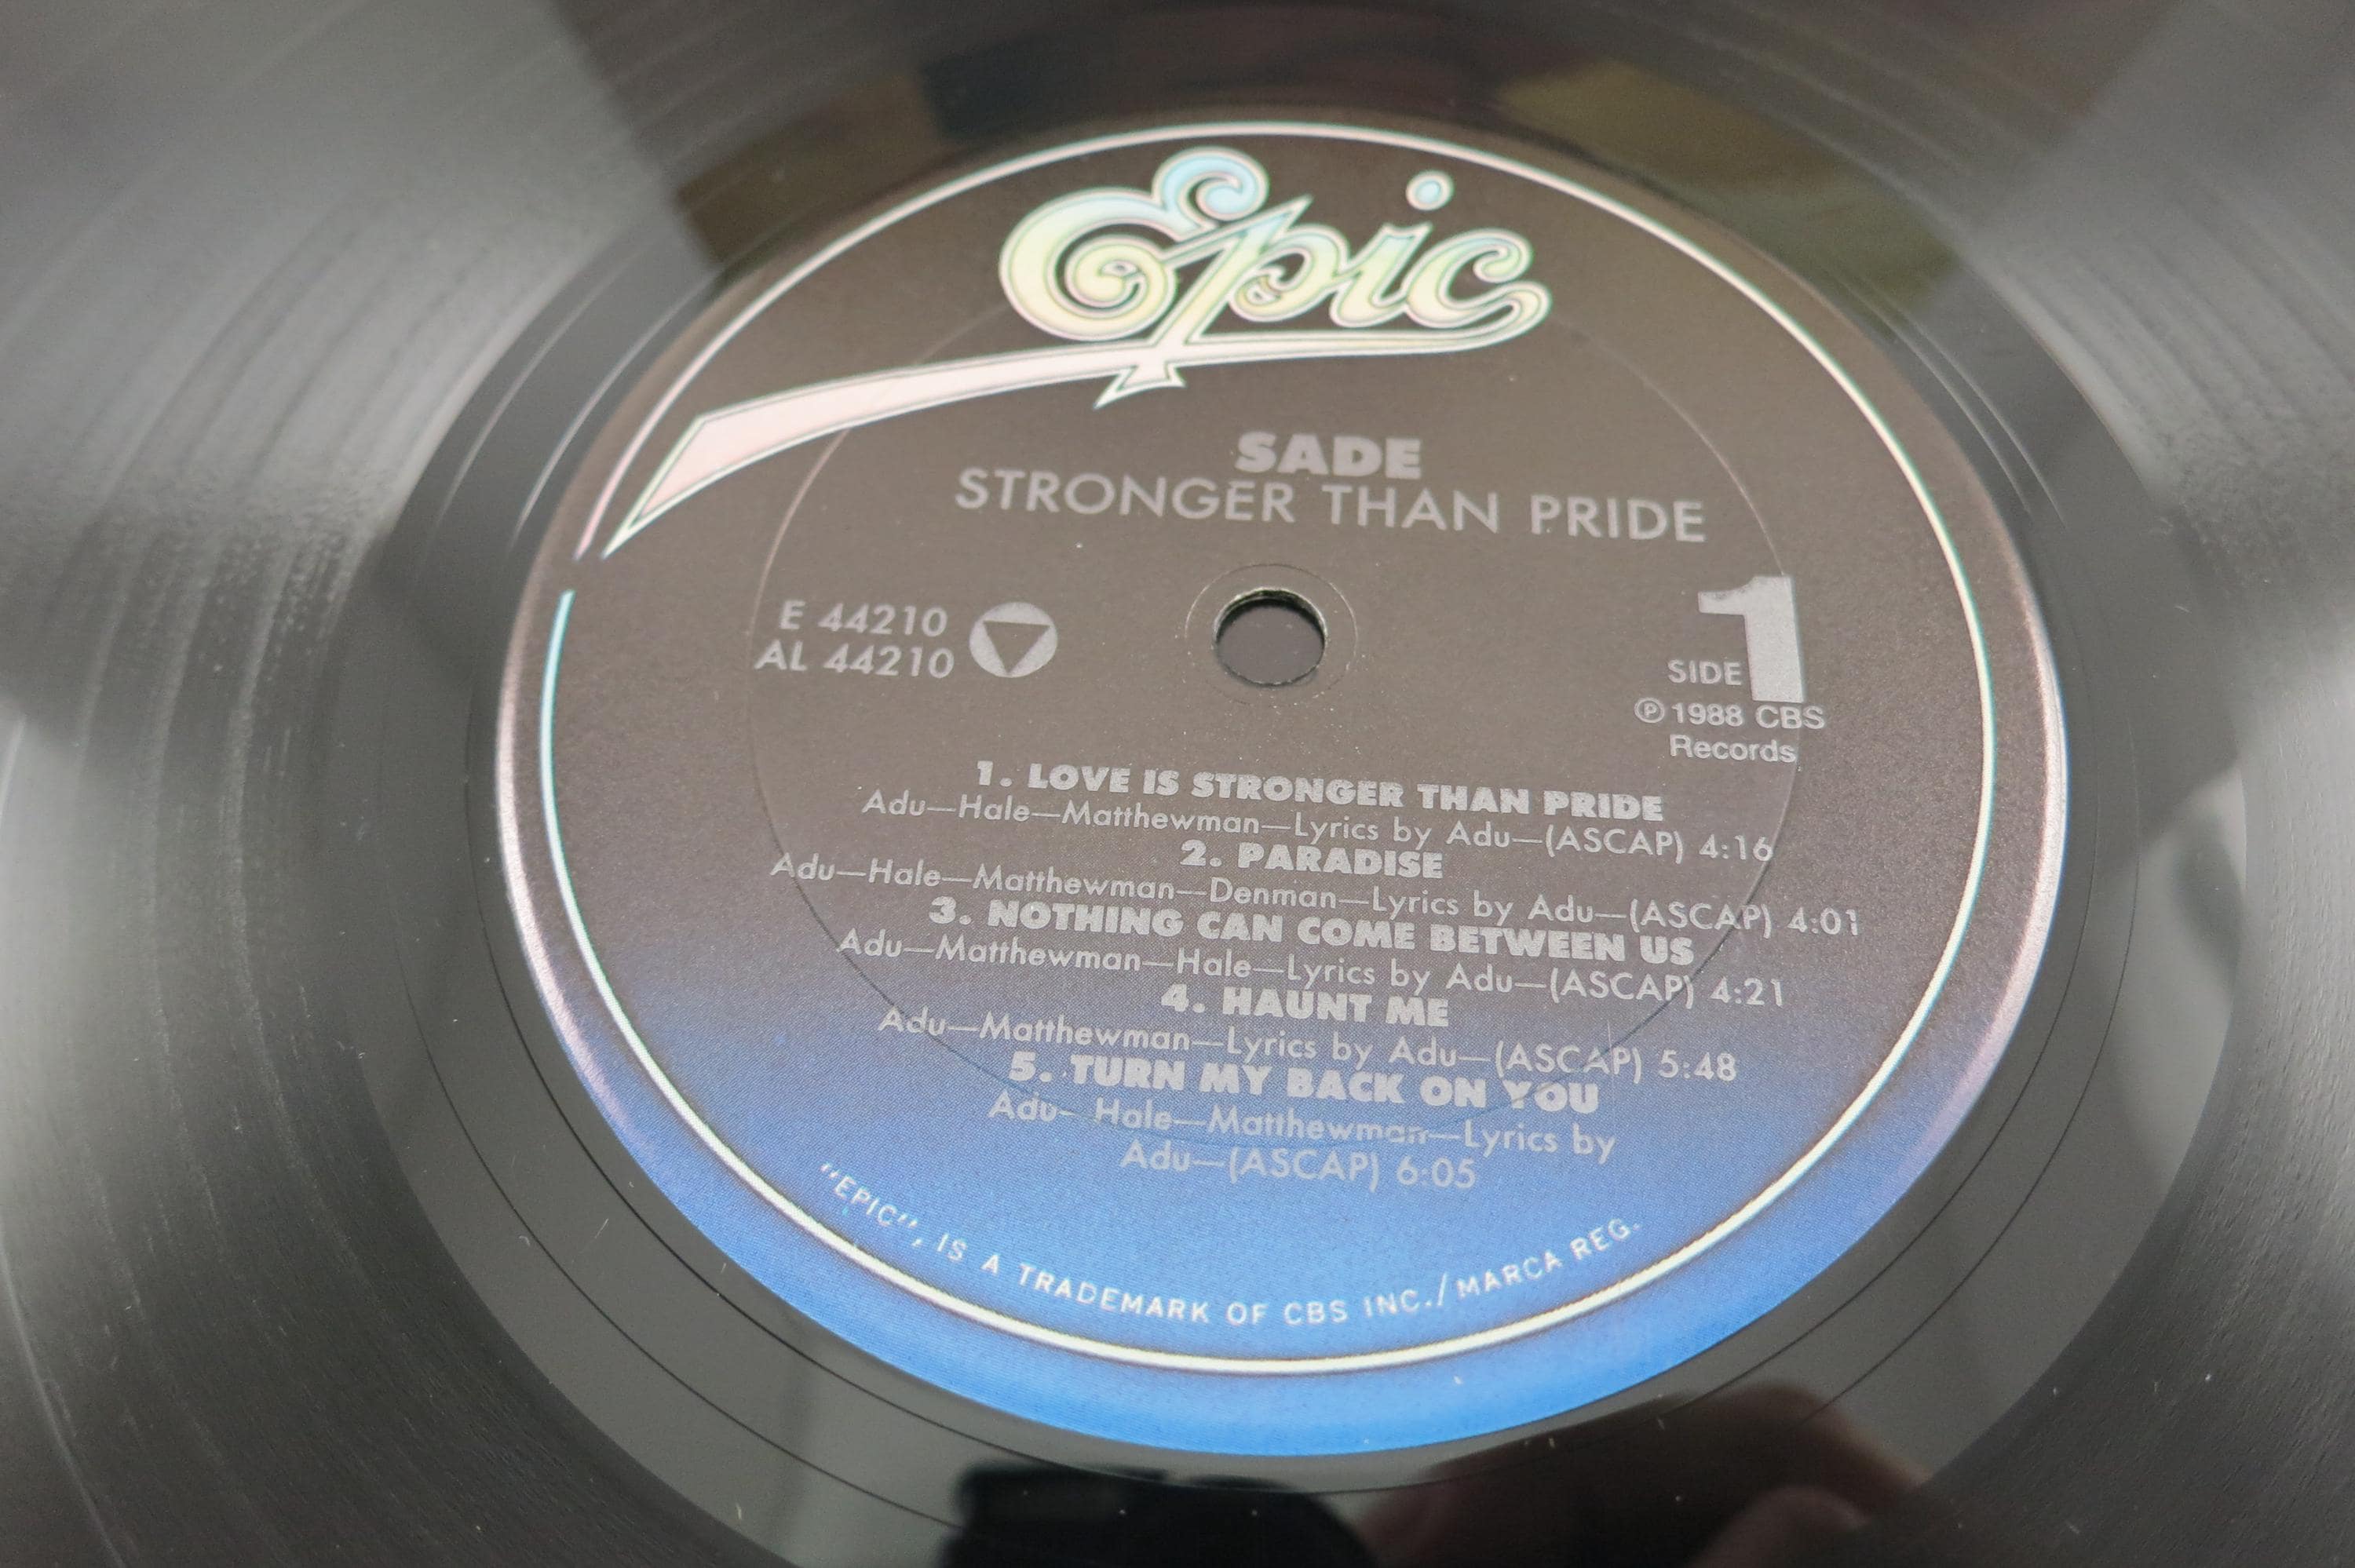 Epic
SADE
STRONGER THAN PRIDE
E 44210
AL 44210
SIDE 1
Ⓟ 1988 CBS
Records
1. LOVE IS STRONGER THAN PRIDE
Adu—Hale—Matthewman—Lyrics by Adu—(ASCAP) 4:16
2. PARADISE
Adu—Hale—Matthewman—Denman—Lyrics by Adu—(ASCAP) 4:01
3. NOTHING CAN COME BETWEEN US
Adu—Matthewman—Hale—Lyrics by Adu—(ASCAP) 4:21
4. HAUNT ME
Adu—Matthewman—Lyrics by Adu—(ASCAP) 5:48
5. TURN MY BACK ON YOU
Adu- Hale—Matthewman—Lyrics by
Adu—(ASCAP) 6:05
"EPIC", IS A TRADEMARK OF CBS INC./MARCA REG.